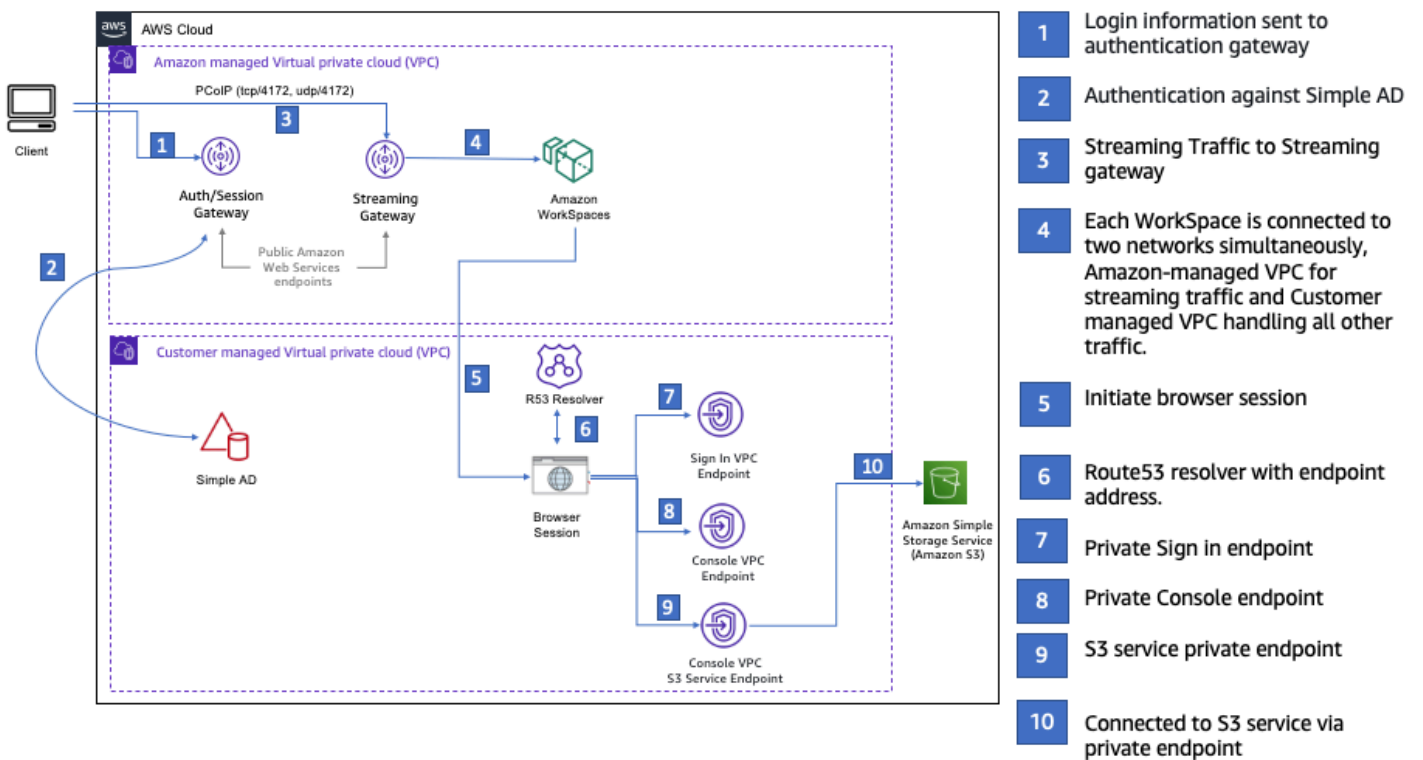 aws
AWS Cloud
Amazon managed Virtual private cloud (VPC)
PCoIP (tcp/4172, udp/4172)
3
Client
1
4
Auth/Session
Gateway
Streaming
Gateway
Amazon
WorkSpaces
Public Amazon
Web Services
endpoints
2
Customer managed Virtual private cloud (VPC)
5
R53 Resolver
6
7
Sign In VPC
Endpoint
Simple AD
Browser
Session
8
Console VPC
Endpoint
9
Console VPC
S3 Service Endpoint
10
Amazon Simple
Storage Service
(Amazon S3)
1
Login information sent to
authentication gateway
2
Authentication against Simple AD
3
Streaming Traffic to Streaming
gateway
4
Each WorkSpace is connected to
two networks simultaneously,
Amazon-managed VPC for
streaming traffic and Customer
managed VPC handling all other
traffic.
5
Initiate browser session
6
Route53 resolver with endpoint
address.
7
Private Sign in endpoint
8
Private Console endpoint
9
S3 service private endpoint
10
Connected to S3 service via
private endpoint